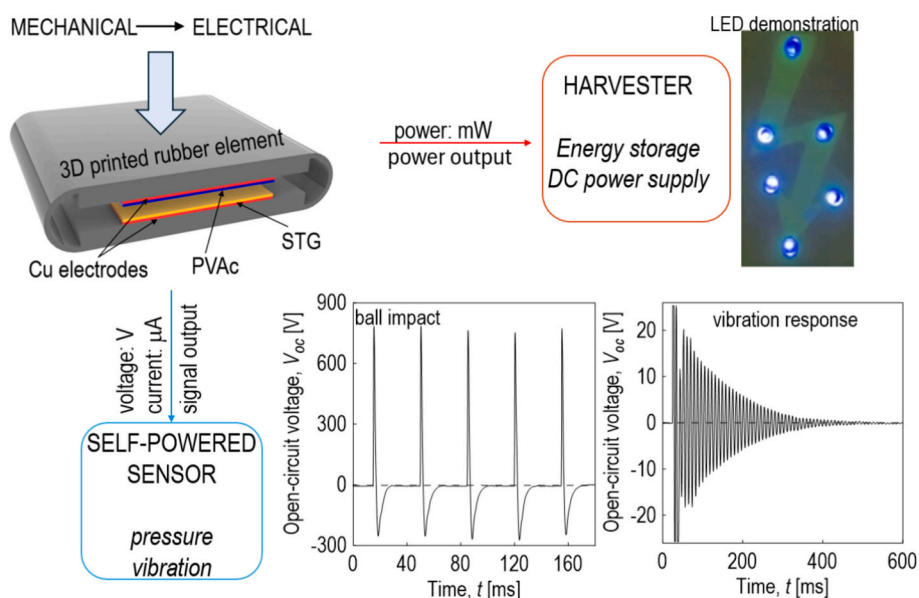 MECHANICAL
ELECTRICAL
LED demonstration
3D printed rubber element
Cu electrodes
PVAc
STG
power: mW
power output
HARVESTER
Energy storage
DC power supply
voltage: V
current: μA
signal output
SELF-POWERED
SENSOR
pressure
vibration
ball impact
Open-circuit voltage, Voc [V]
900
600
300
0
-300
0
40
80
120
160
Time, t [ms]
vibration response
Open-circuit voltage, Voc [V]
20
10
0
-10
-20
0
200
400
600
Time, t [ms]